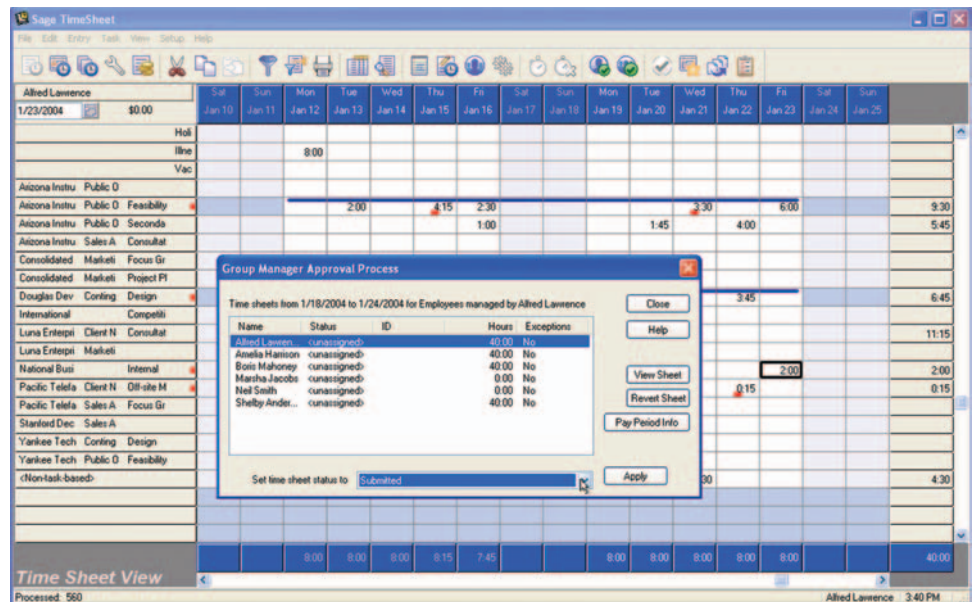 Sage TimeSheet
File Edit Entry Task View Setup Help
Alfred Lawrence Sat Sun Mon Tue Wed Thu Fri Sat Sun Mon Tue Wed Thu Fri Sat Sun
1/23/2004 $0.00 Jan 10 Jan 11 Jan 12 Jan 13 Jan 14 Jan 15 Jan 16 Jan 17 Jan 18 Jan 19 Jan 20 Jan 21 Jan 22 Jan 23 Jan 24 Jan 25
Holi
Illne 8:00
Vac
Arizona Instru Public O
Arizona Instru Public O Feasibility 2:00 4:15 2:30 3:30 6:00 9:30
Arizona Instru Public O Seconda 1:00 1:45 4:00 5:45
Arizona Instru Sales A Consultat
Consolidated Marketi Focus Gr
Consolidated Marketi Project Pl
Douglas Dev Conting Design 3:45 6:45
International Competiti
Luna Enterpri Client N Consultat 11:15
Luna Enterpri Marketi
National Busi Internal 2:00 2:00
Pacific Telefa Client N Off-site M 0:15 0:15
Pacific Telefa Sales A Focus Gr
Stanford Dec Sales A
Yankee Tech Conting Design
Yankee Tech Public O Feasibility
<Non-task-based> 30 4:30
Group Manager Approval Process
Time sheets from 1/18/2004 to 1/24/2004 for Employees managed by Alfred Lawrence
Name Status ID Hours Exceptions
Alfred Lawren... <unassigned> 40:00 No
Amelia Harrison <unassigned> 40:00 No
Boris Mahoney <unassigned> 40:00 No
Marsha Jacobs <unassigned> 0:00 No
Neil Smith <unassigned> 0:00 No
Shelby Ander... <unassigned> 40:00 No
Close
Help
View Sheet
Revert Sheet
Pay Period Info
Set time sheet status to Submitted
Apply
8:00 8:00 8:00 8:15 7:45 8:00 8:00 8:00 8:00 8:00 40:00
Time Sheet View
Processed: 560 Alfred Lawrence 3:40 PM